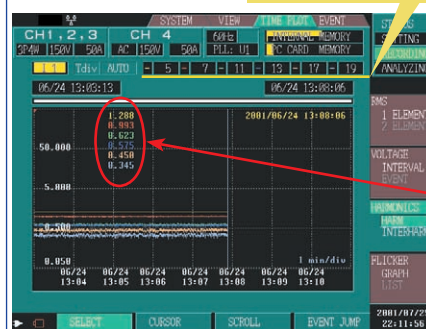 SYSTEM VIEW TIME PLOT EVENT
CH1,2,3 CH 4 60Hz INTERNAL MEMORY
3P4W 150V 50A AC 150V 50A PLL: U1 PC CARD MEMORY
I 1 Tdiv AUTO - 5 - 7 - 11 - 13 - 17 - 19
06/24 13:03:13 06/24 13:08:06
2001/06/24 13:08:06
1.288
0.993
0.623
0.575
0.450
0.345
50.000
5.000
0.500
0.050
1 min/div
06/24 06/24 06/24 06/24 06/24 06/24 06/24
13:04 13:05 13:06 13:07 13:08 13:09 13:10
SELECT CURSOR SCROLL EVENT JUMP
STATUS
SETTING
RECORDING
ANALYZING
RMS
1 ELEMENT
2 ELEMENT
VOLTAGE
INTERVAL
EVENT
HARMONICS
HARM
INTERHARM
FLICKER
GRAPH
LIST
2001/07/25
22:11:56